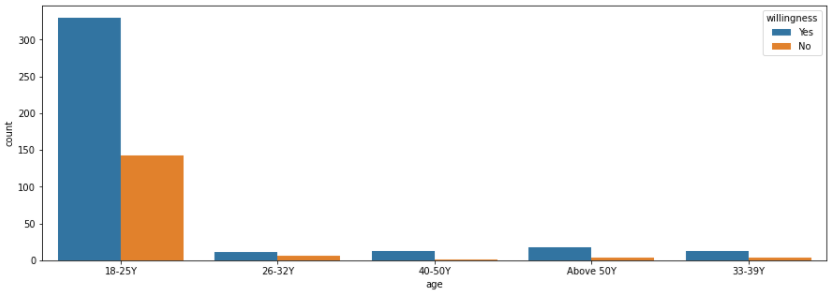 willingness
Yes
No
300
250
200
150
100
50
0
count
18-25Y
26-32Y
40-50Y
Above 50Y
33-39Y
age